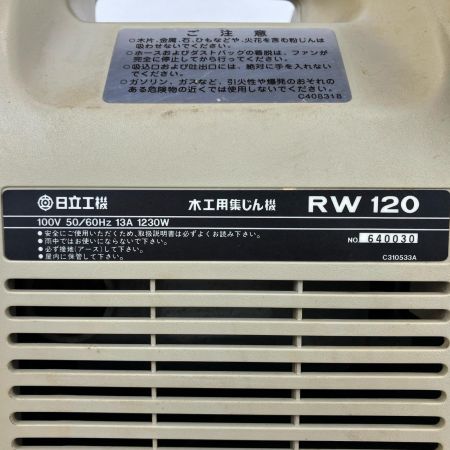 ご注意
○木片、金属、石、ひもなどや、火花を含む粉じんは
吸わせないでください。
○ホースおよびダストバッグの着脱は、ファンが
完全に停止してから行ってください。
○吸込口および吐出口には、絶対に手を入れない
でください。
○ガソリン、ガスなど、引火性や爆発のおそれの
ある危険物の近くでは使用しないでください。
C408318
日立工機 木工用集じん機 RW 120
100V 50/60Hz 13A 1230W
●安全にご使用いただくため、取扱説明書は必ずよくお読み下さい。
●雨中ではお使いにならないで下さい。
●必ず接地(アース)して下さい。
●屋内に保管して下さい。
NO. 640030
C310533A